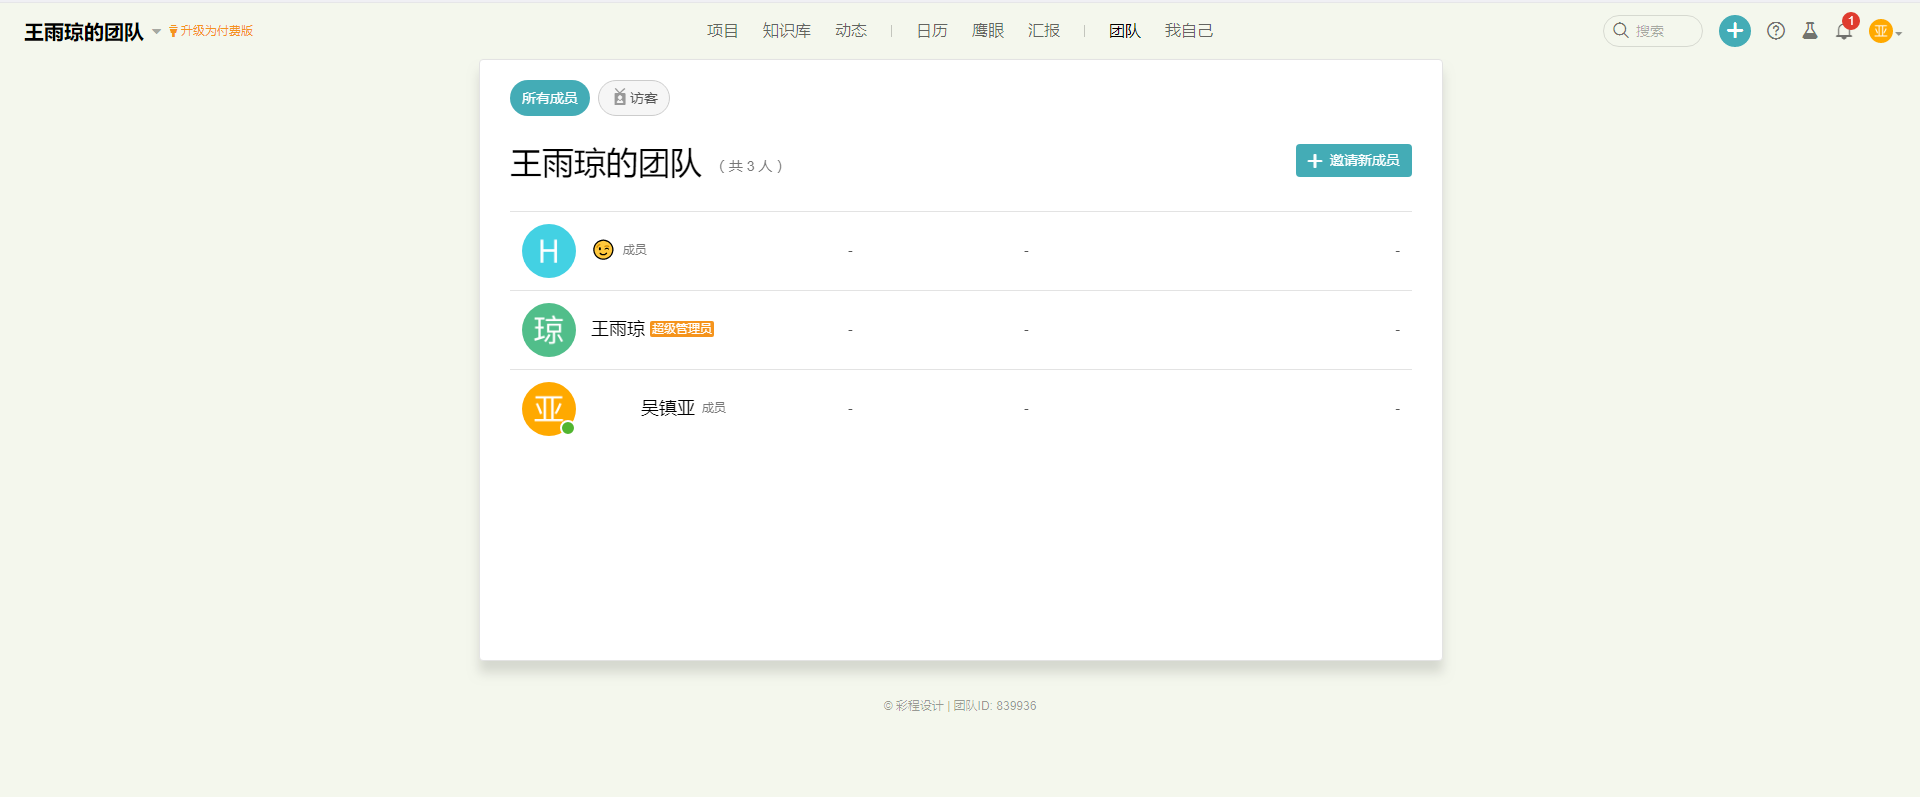 王雨琼的团队 升级为付费版 项目 知识库 动态 | 日历 鹰眼 汇报 | 团队 我自己 搜索 1 亚
所有成员 访客
王雨琼的团队 （ 共 3 人 ） 邀请新成员
H 😉 成员 - - -
琼 王雨琼 超级管理员 - - -
亚 吴镇亚 成员 - - -
© 彩程设计 | 团队ID: 839936